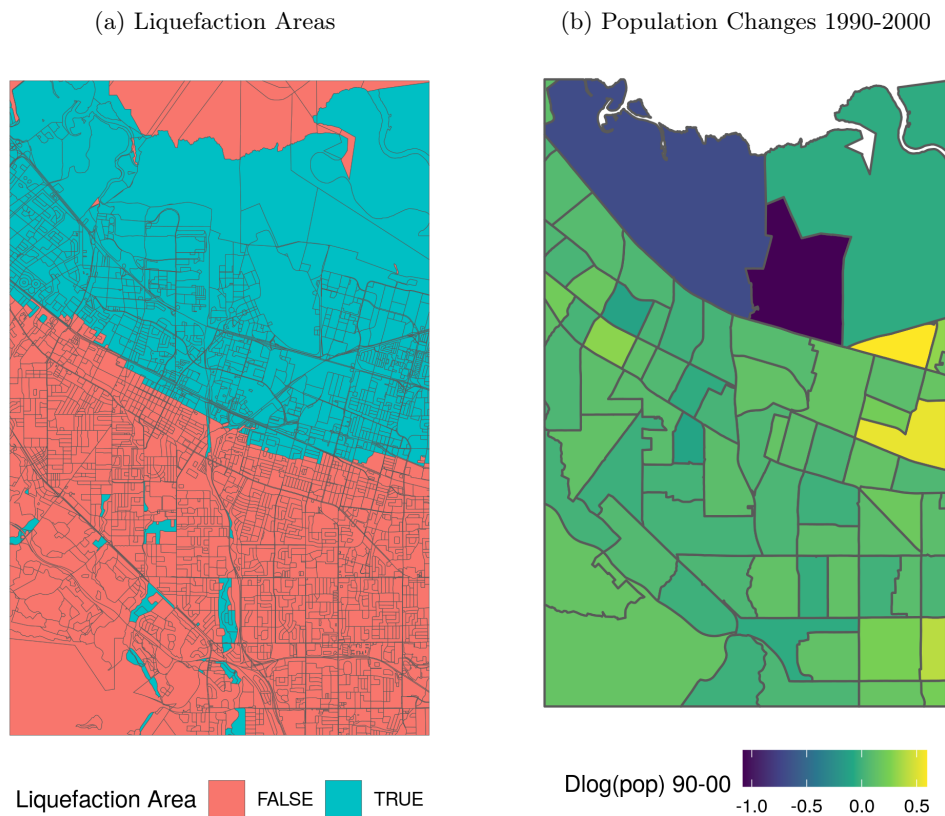 (a) Liquefaction Areas
(b) Population Changes 1990-2000
Liquefaction Area FALSE TRUE
Dlog(pop) 90-00
-1.0 -0.5 0.0 0.5